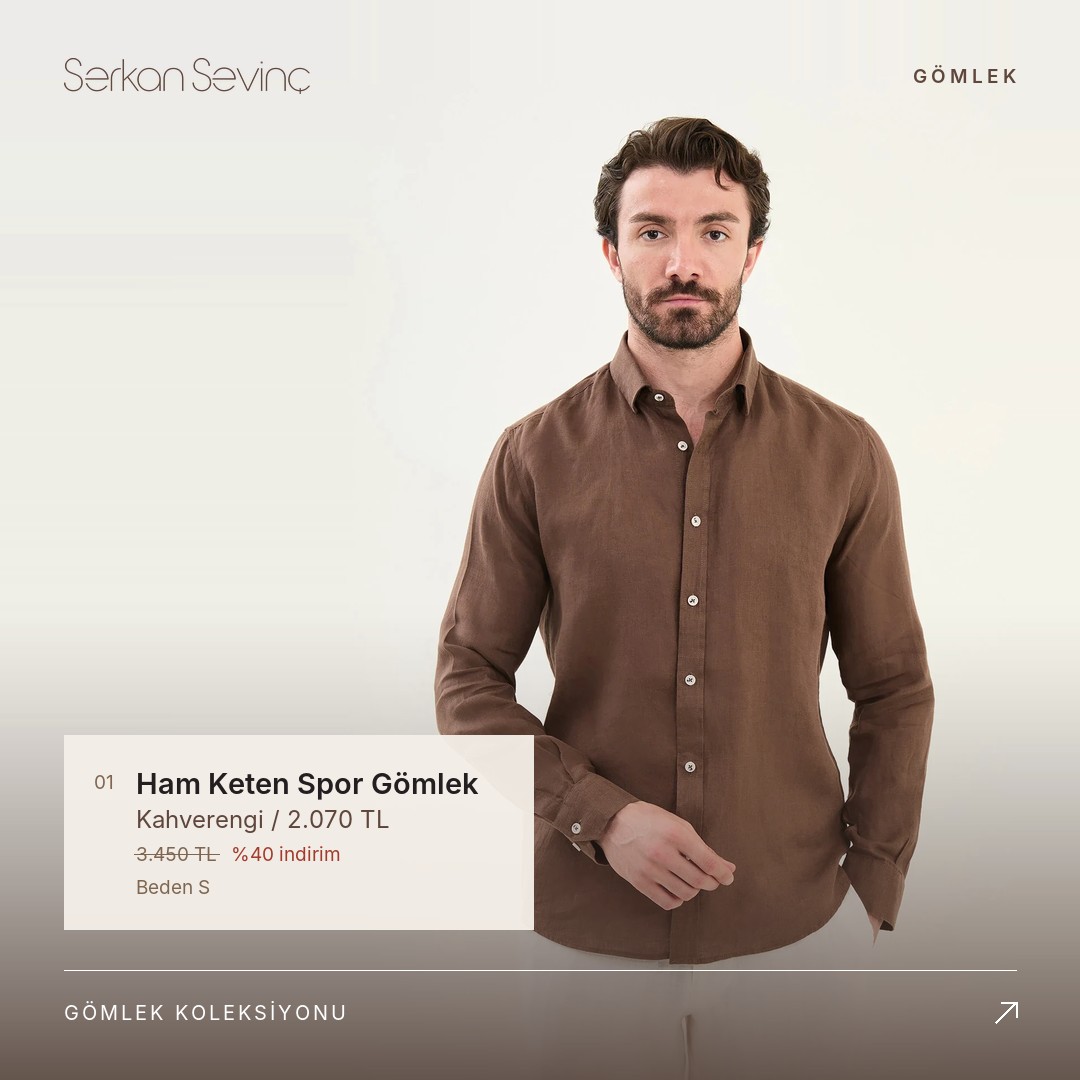 Serkan Sevinç
GÖMLEK
01 Ham Keten Spor Gömlek
Kahverengi / 2.070 TL
3.450 TL %40 indirim
Beden S
GÖMLEK KOLEKSİYONU